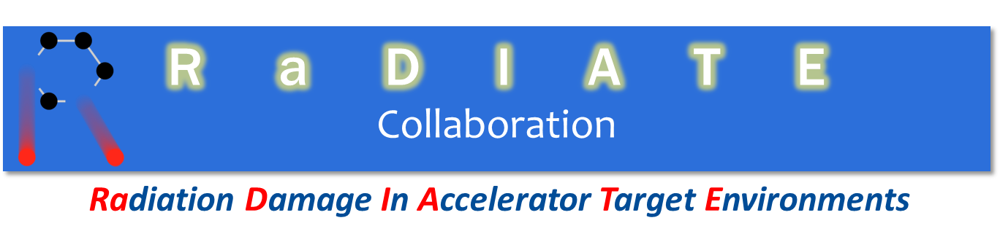 R a D I A T E
Collaboration
Radiation Damage In Accelerator Target Environments